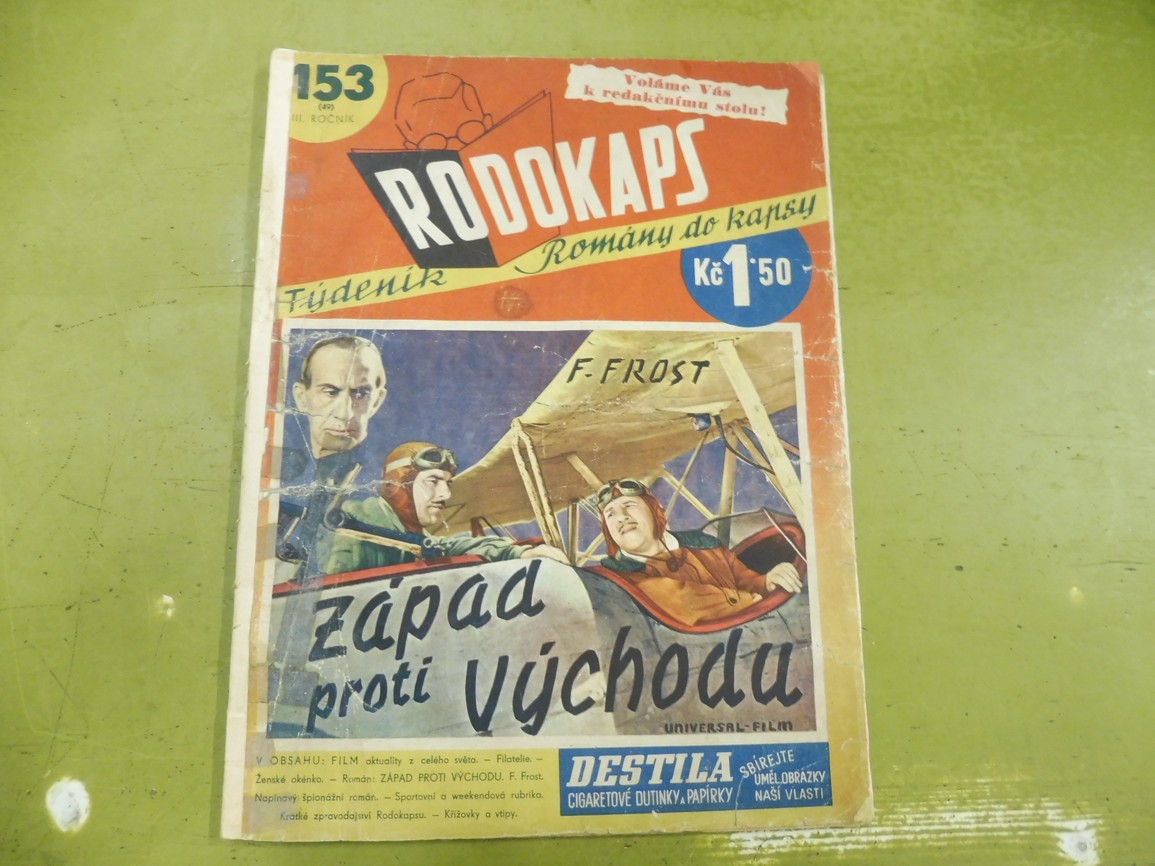 153
(49)
III. ROČNÍK
Voláme Vás
k redakčnímu stolu!
RODOKAPS
Týdeník Romány do kapsy
Kč 1·50
F. FROST
Západ
proti Východu
UNIVERSAL-FILM
V OBSAHU: FILM aktuality z celého světa. — Filatelie. —
Ženské okénko. — Román: ZÁPAD PROTI VÝCHODU. F. Frost.
Napínavý špionážní román. — Sportovní a weekendová rubrika.
Krátké zpravodajství Rodokapsu. — Křížovky a vtipy.
DESTILA
CIGARETOVÉ DUTINKY A PAPÍRKY
SBÍREJTE
UMĚL. OBRÁZKY
NAŠÍ VLASTI